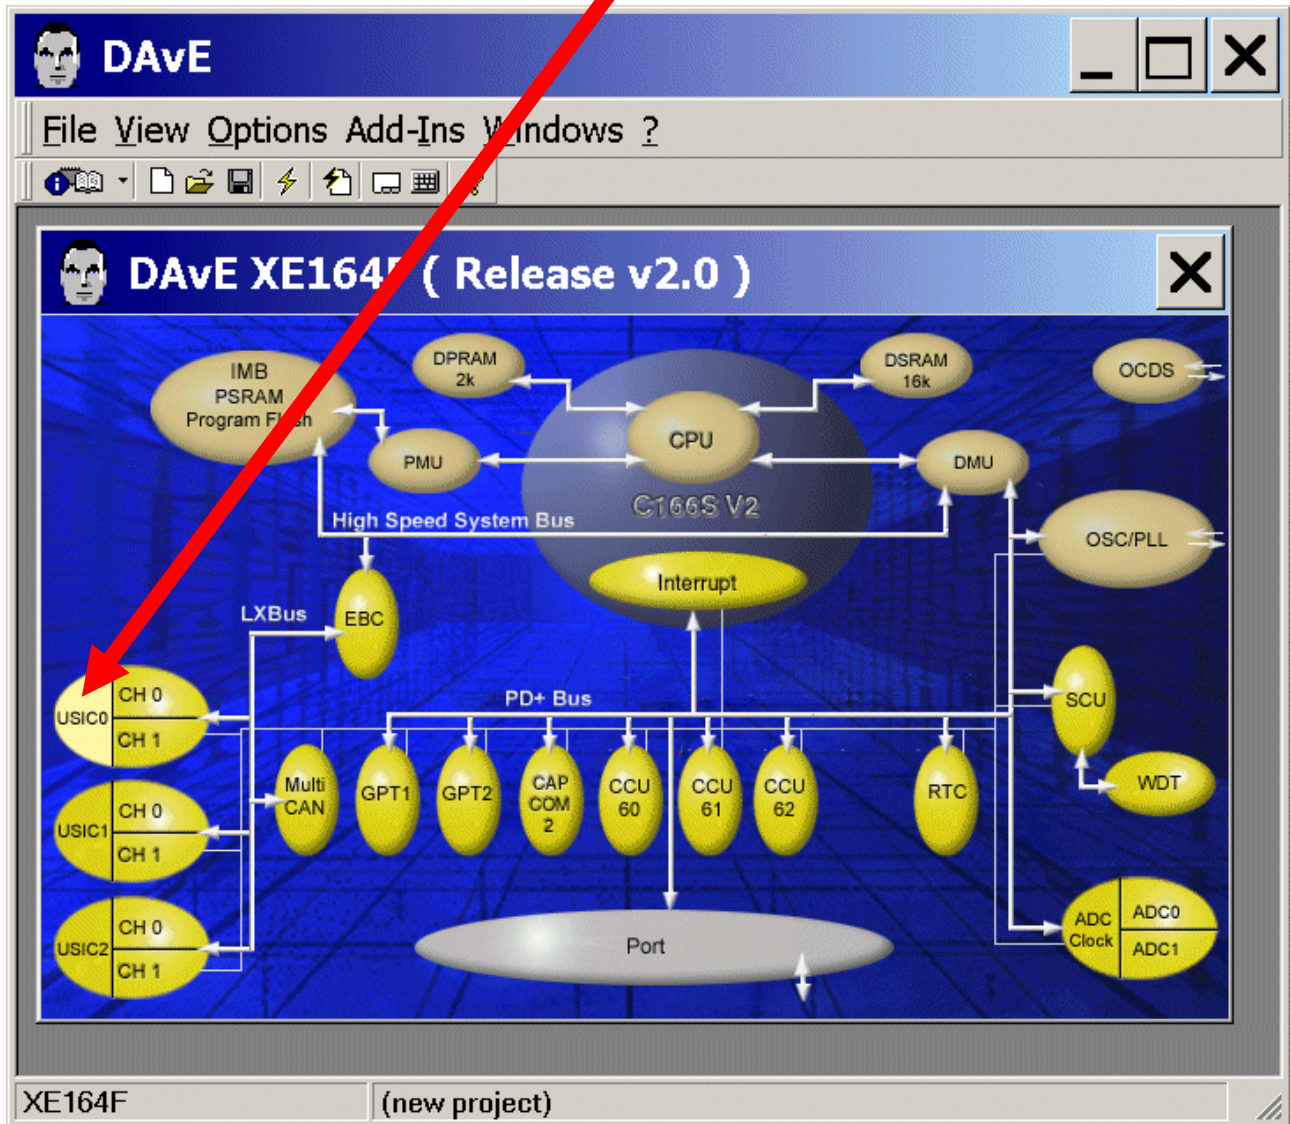 DAvE
File View Options Add-Ins Windows ?
DAvE XE164F ( Release v2.0 )
IMB
PSRAM
Program Flash
DPRAM
2k
DSRAM
16k
OCDS
CPU
PMU
DMU
C166S V2
High Speed System Bus
OSC/PLL
Interrupt
LXBus
EBC
PD+ Bus
SCU
USIC0
CH 0
CH 1
Multi
CAN
GPT1
GPT2
CAP
COM
2
CCU
60
CCU
61
CCU
62
RTC
WDT
USIC1
CH 0
CH 1
USIC2
CH 0
CH 1
Port
ADC
Clock
ADC0
ADC1
XE164F
(new project)